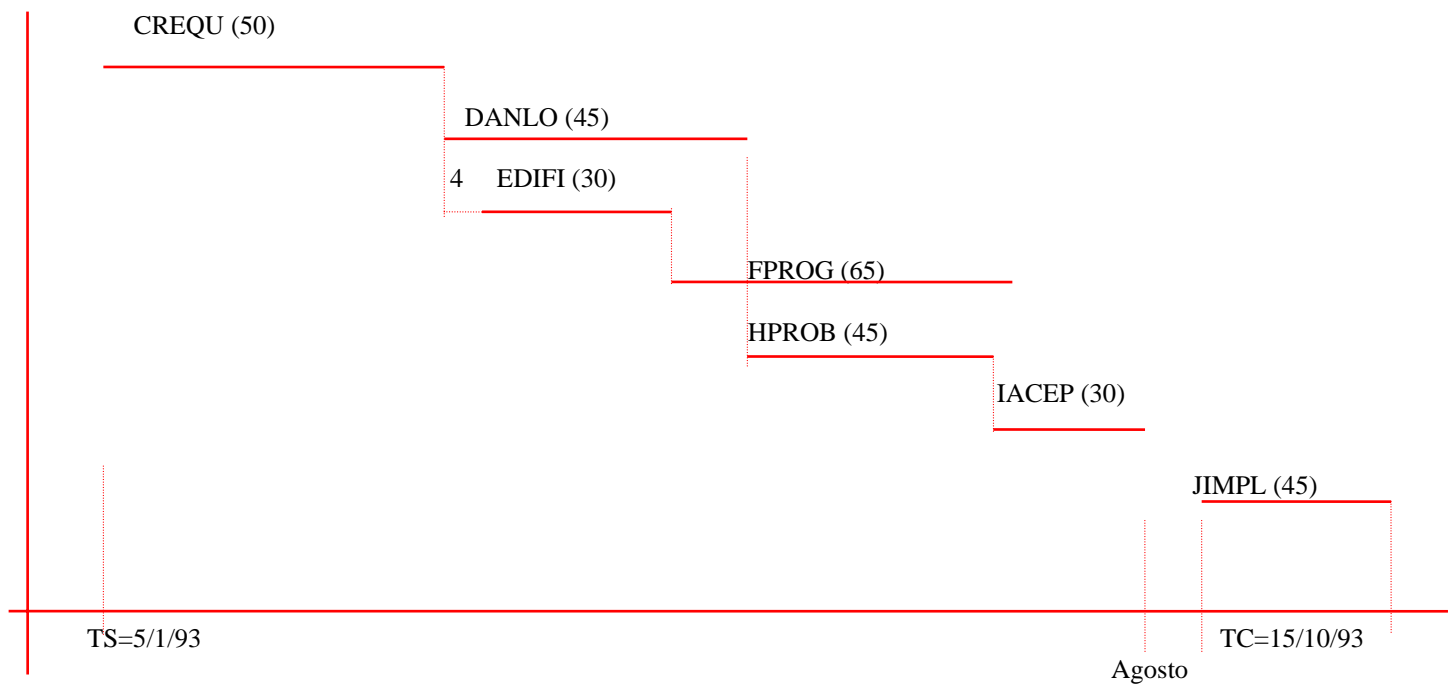 CREQU (50)
DANLO (45)
4 EDIFI (30)
FPROG (65)
HPROB (45)
IACEP (30)
JIMPL (45)
TS=5/1/93
TC=15/10/93
Agosto